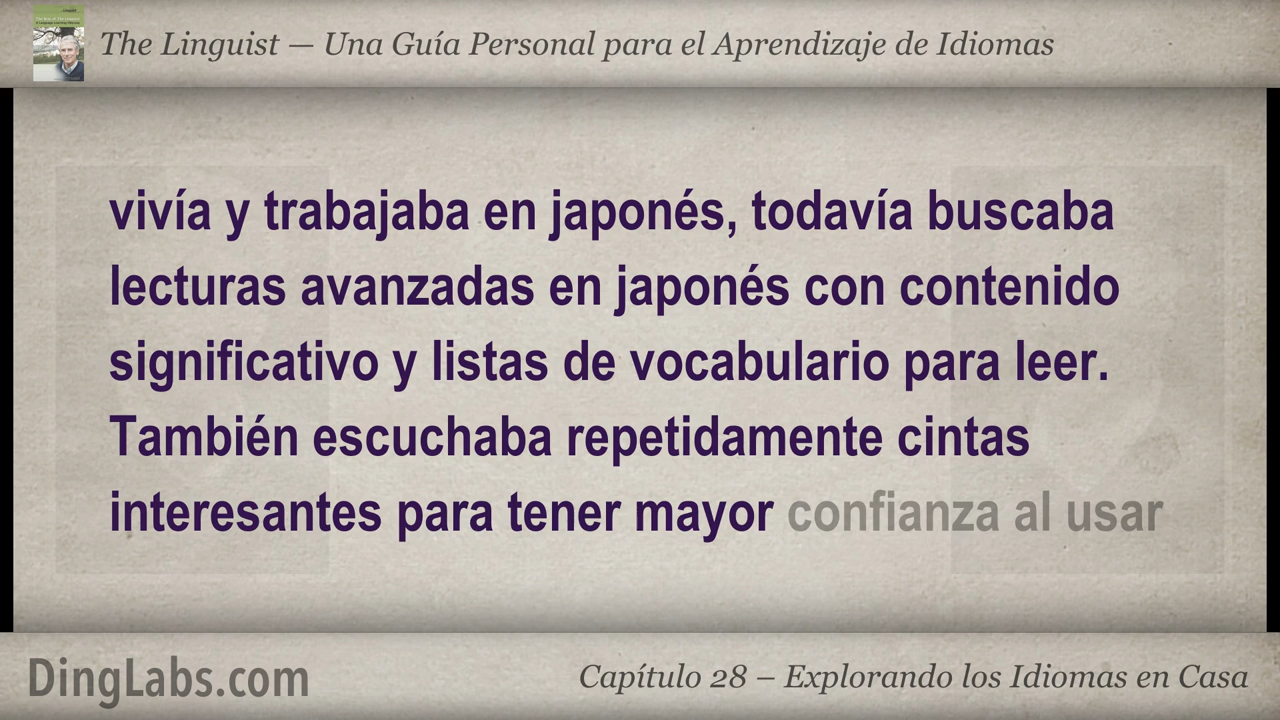 The Linguist — Una Guía Personal para el Aprendizaje de Idiomas
vivía y trabajaba en japonés, todavía buscaba
lecturas avanzadas en japonés con contenido
significativo y listas de vocabulario para leer.
También escuchaba repetidamente cintas
interesantes para tener mayor confianza al usar
DingLabs.com
Capítulo 28 – Explorando los Idiomas en Casa